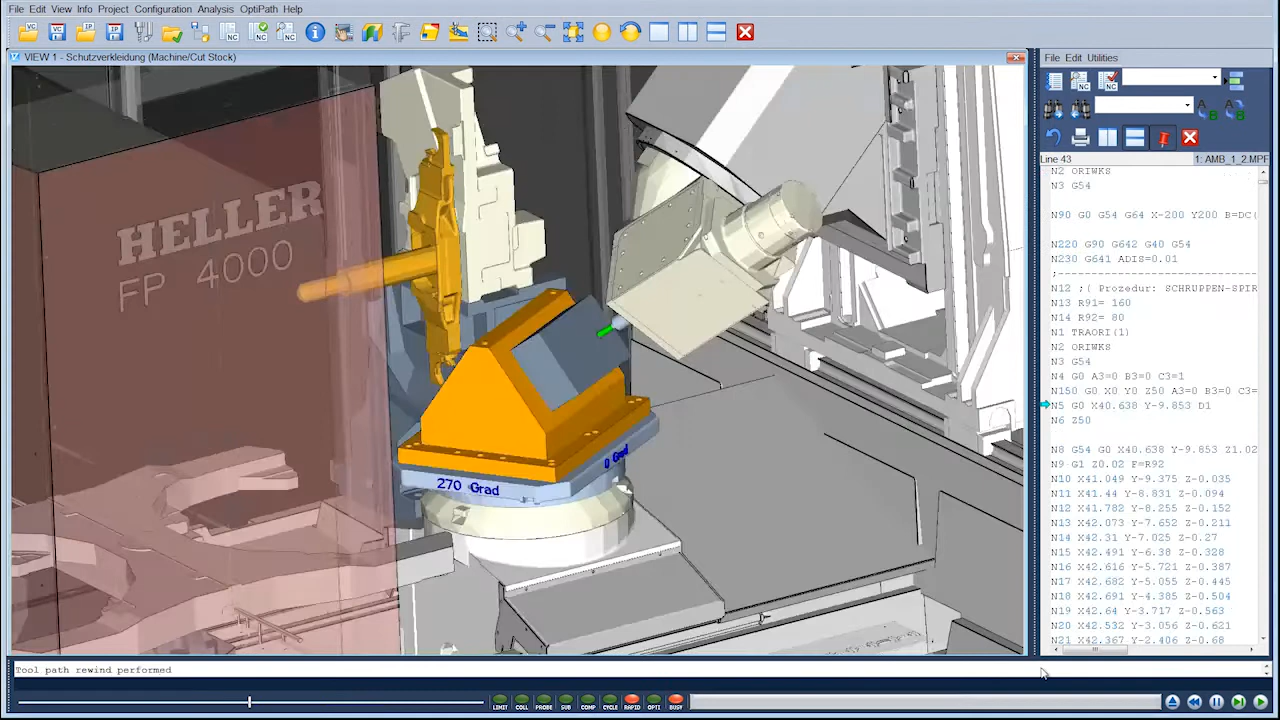 File Edit View Info Project Configuration Analysis OptiPath Help
VIEW 1 - Schutzverkleidung (Machine/Cut Stock)
HELLER
FP 4000
270 Grad
0 Grad
File Edit Utilities
Line 43
1: AMB_1_2.MPF
N2 ORIWKS
N3 G54
N90 G0 G54 G64 X-200 Y200 B=DC(
N220 G90 G642 G40 G54
N230 G641 ADIS=0.01
;----------------------------
N12 ;( Prozedur: SCHRUPPEN-SPIR
N13 R91= 160
N14 R92= 80
N1 TRAORI(1)
N2 ORIWKS
N3 G54
N4 G0 A3=0 B3=0 C3=1
N150 G0 X0 Y0 Z50 A3=0 B3=0 C3=
N5 G0 X40.638 Y-9.853 D1
N6 Z50
N8 G54 G0 X40.638 Y-9.853 Z1.02
N9 G1 Z0.02 F=R92
N10 X41.049 Y-9.375 Z-0.035
N11 X41.44 Y-8.831 Z-0.094
N12 X41.782 Y-8.255 Z-0.152
N13 X42.073 Y-7.652 Z-0.211
N14 X42.31 Y-7.025 Z-0.27
N15 X42.491 Y-6.38 Z-0.328
N16 X42.616 Y-5.721 Z-0.387
N17 X42.682 Y-5.055 Z-0.445
N18 X42.691 Y-4.385 Z-0.504
N19 X42.64 Y-3.717 Z-0.563
N20 X42.532 Y-3.056 Z-0.621
N21 X42.367 Y-2.406 Z-0.68
Tool path rewind performed
LIMIT COLL PROBE SUB COMP CYCLE RAPID OPTI BUSY